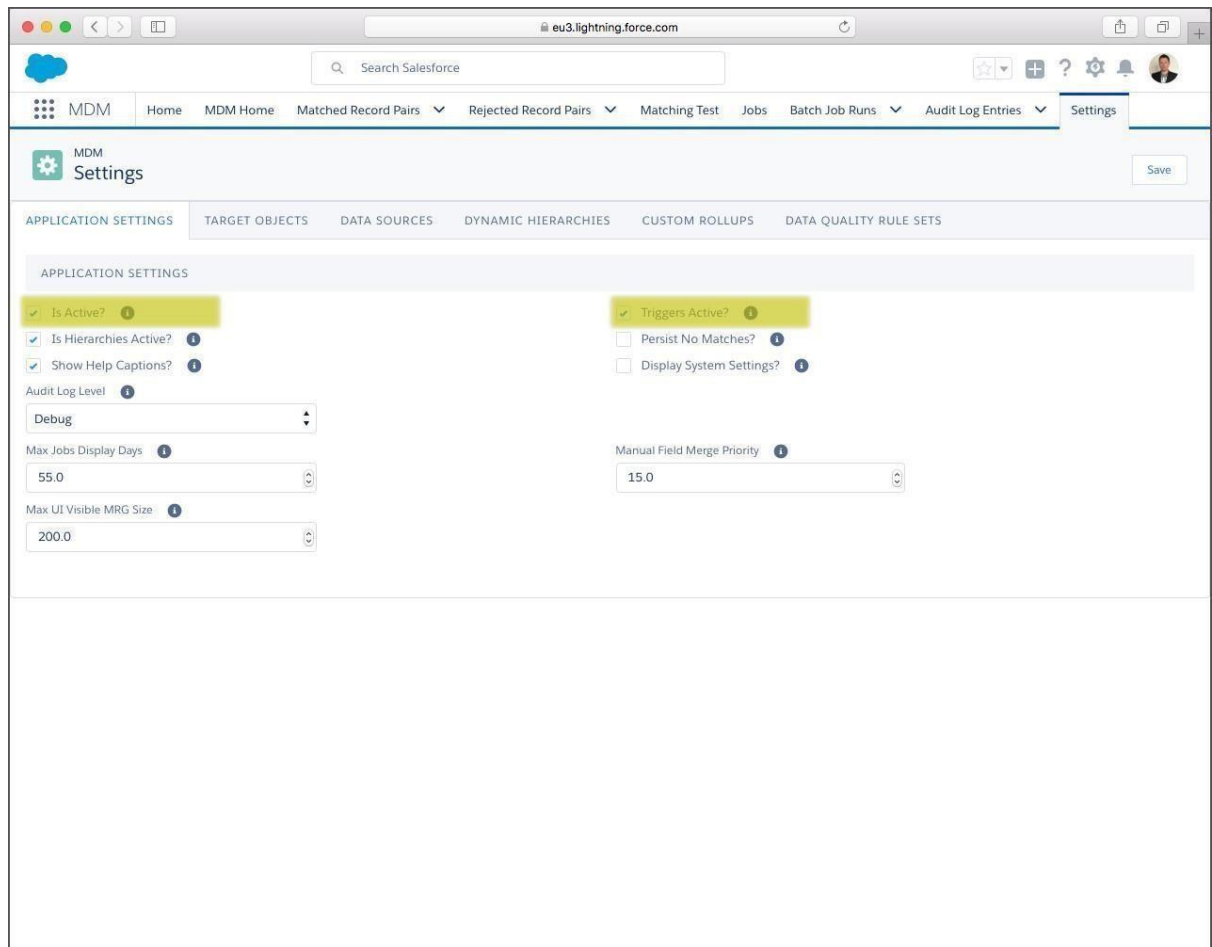 eu3.lightning.force.com
Search Salesforce
MDM Home MDM Home Matched Record Pairs Rejected Record Pairs Matching Test Jobs Batch Job Runs Audit Log Entries Settings
MDM
Settings
Save
APPLICATION SETTINGS TARGET OBJECTS DATA SOURCES DYNAMIC HIERARCHIES CUSTOM ROLLUPS DATA QUALITY RULE SETS
APPLICATION SETTINGS
Is Active? Triggers Active?
Is Hierarchies Active? Persist No Matches?
Show Help Captions? Display System Settings?
Audit Log Level
Debug
Max Jobs Display Days Manual Field Merge Priority
55.0 15.0
Max UI Visible MRG Size
200.0